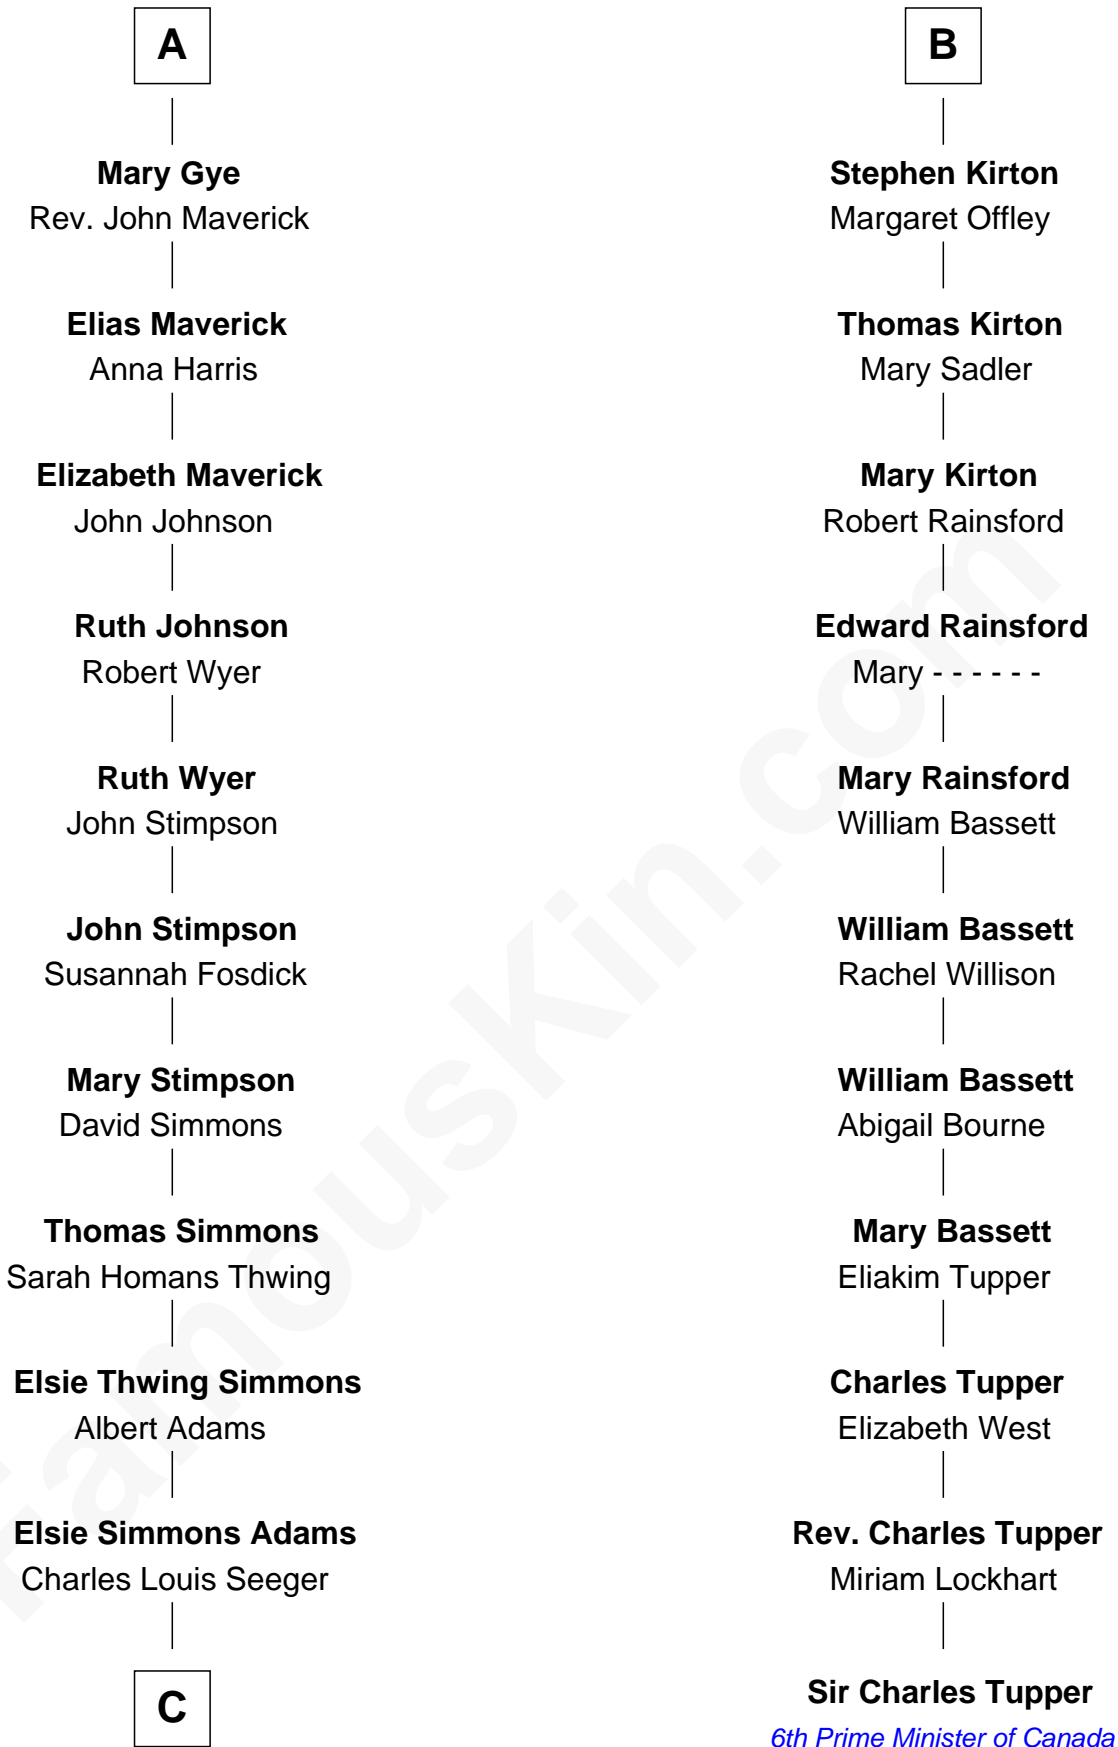 A
Mary Gye
Rev. John Maverick
Elias Maverick
Anna Harris
Elizabeth Maverick
John Johnson
Ruth Johnson
Robert Wyer
Ruth Wyer
John Stimpson
John Stimpson
Susannah Fosdick
Mary Stimpson
David Simmons
Thomas Simmons
Sarah Homans Thwing
Elsie Thwing Simmons
Albert Adams
Elsie Simmons Adams
Charles Louis Seeger
C
B
Stephen Kirton
Margaret Offley
Thomas Kirton
Mary Sadler
Mary Kirton
Robert Rainsford
Edward Rainsford
Mary - - - - - -
Mary Rainsford
William Bassett
William Bassett
Rachel Willison
William Bassett
Abigail Bourne
Mary Bassett
Eliakim Tupper
Charles Tupper
Elizabeth West
Rev. Charles Tupper
Miriam Lockhart
Sir Charles Tupper
6th Prime Minister of Canada
FamousKin.com